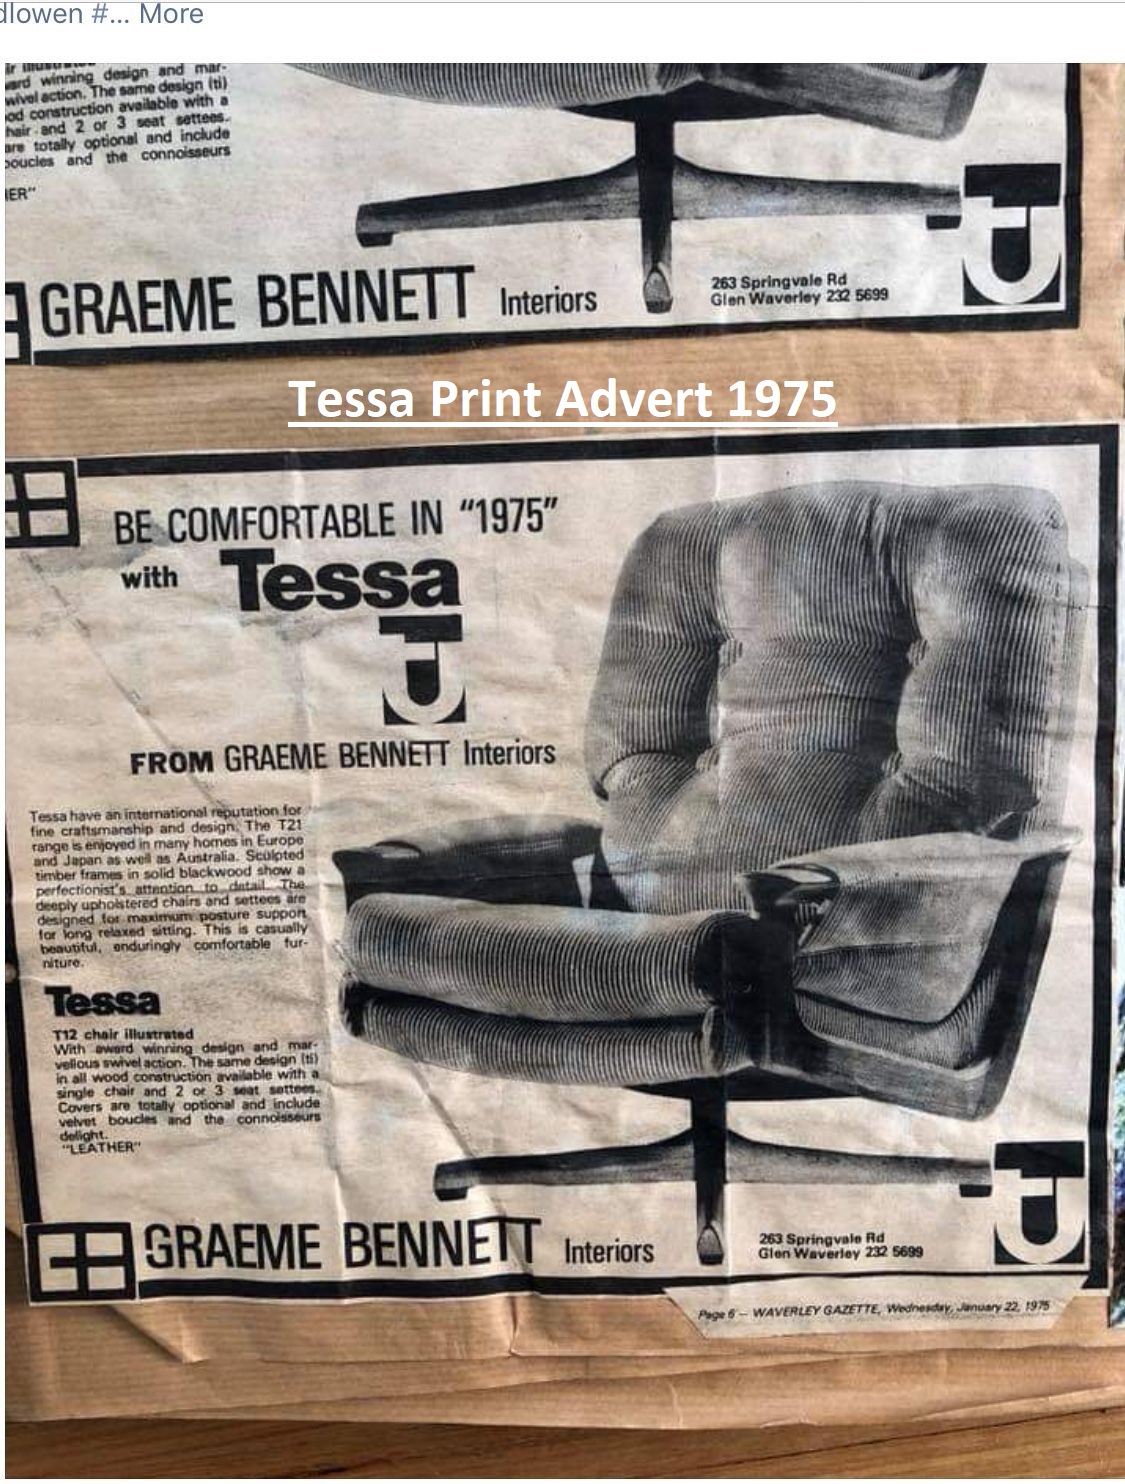 dlowen #... More
winning design and mar-
action. The same design (ti)
construction available with a
and 2 or 3 seat settees.
are totally optional and include
boucles and the connoisseurs
GRAEME BENNETT Interiors
263 Springvale Rd
Glen Waverley 232 5699
Tessa Print Advert 1975
BE COMFORTABLE IN "1975"
with Tessa
FROM GRAEME BENNETT Interiors
Tessa have an international reputation for
fine craftsmanship and design. The T21
range is enjoyed in many homes in Europe
and Japan as well as Australia. Sculpted
timber frames in solid blackwood show a
perfectionist's attention to detail. The
deeply upholstered chairs and settees are
designed for maximum posture support
for long relaxed sitting. This is casually
beautiful, enduringly comfortable fur-
niture.
Tessa
T12 chair illustrated
With award winning design and mar-
vellous swivel action. The same design (ti)
in all wood construction available with a
single chair and 2 or 3 seat settees.
Covers are totally optional and include
velvet boucles and the connoisseurs
delight.
"LEATHER"
GRAEME BENNETT Interiors
263 Springvale Rd
Glen Waverley 232 5699
Page 6 — WAVERLEY GAZETTE, Wednesday, January 22, 1975